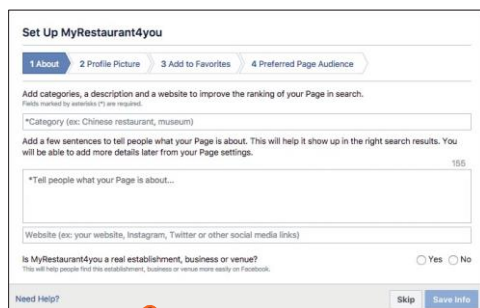 Set Up MyRestaurant4you
1 About 2 Profile Picture 3 Add to Favorites 4 Preferred Page Audience
Add categories, a description and a website to improve the ranking of your Page in search.
Fields marked by asterisks (*) are required.
*Category (ex: Chinese restaurant, museum)
Add a few sentences to tell people what your Page is about. This will help it show up in the right search results. You
will be able to add more details later from your Page settings.
155
*Tell people what your Page is about...
Website (ex: your website, Instagram, Twitter or other social media links)
Is MyRestaurant4you a real establishment, business or venue? Yes No
This will help people find this establishment, business or venue more easily on Facebook.
Need Help? Skip Save Info